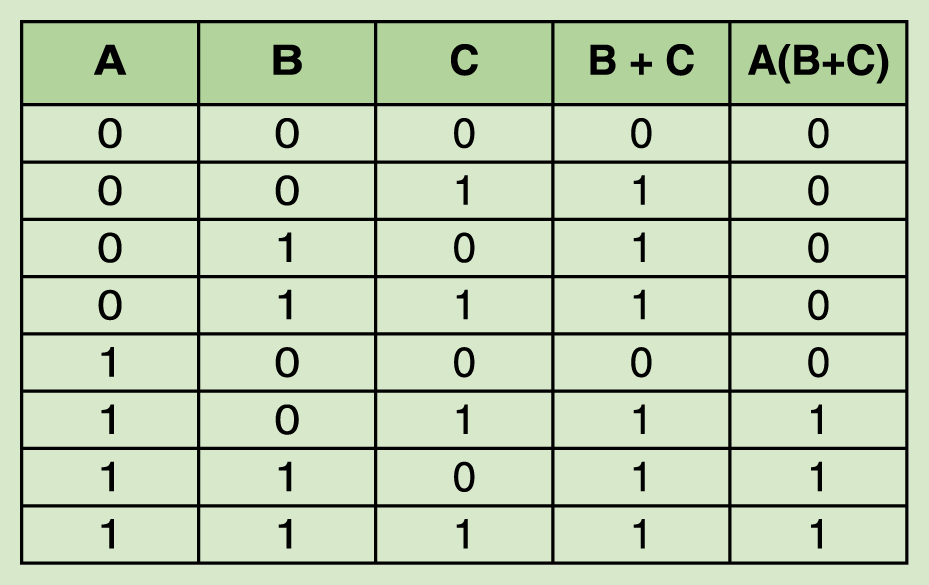 A B C B + C A(B+C)
0 0 0 0 0
0 0 1 1 0
0 1 0 1 0
0 1 1 1 0
1 0 0 0 0
1 0 1 1 1
1 1 0 1 1
1 1 1 1 1